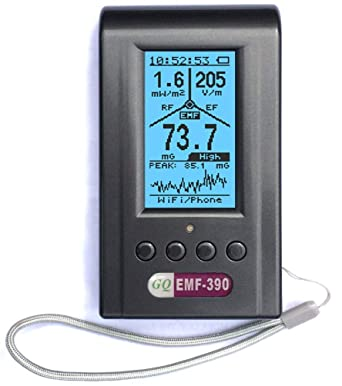 10:52:53
1.6 205
mW/m2 V/m
RF EF
EMF
73.7
mG High
PEAK: 85.1 mG
WiFi/Phone
GQ EMF-390